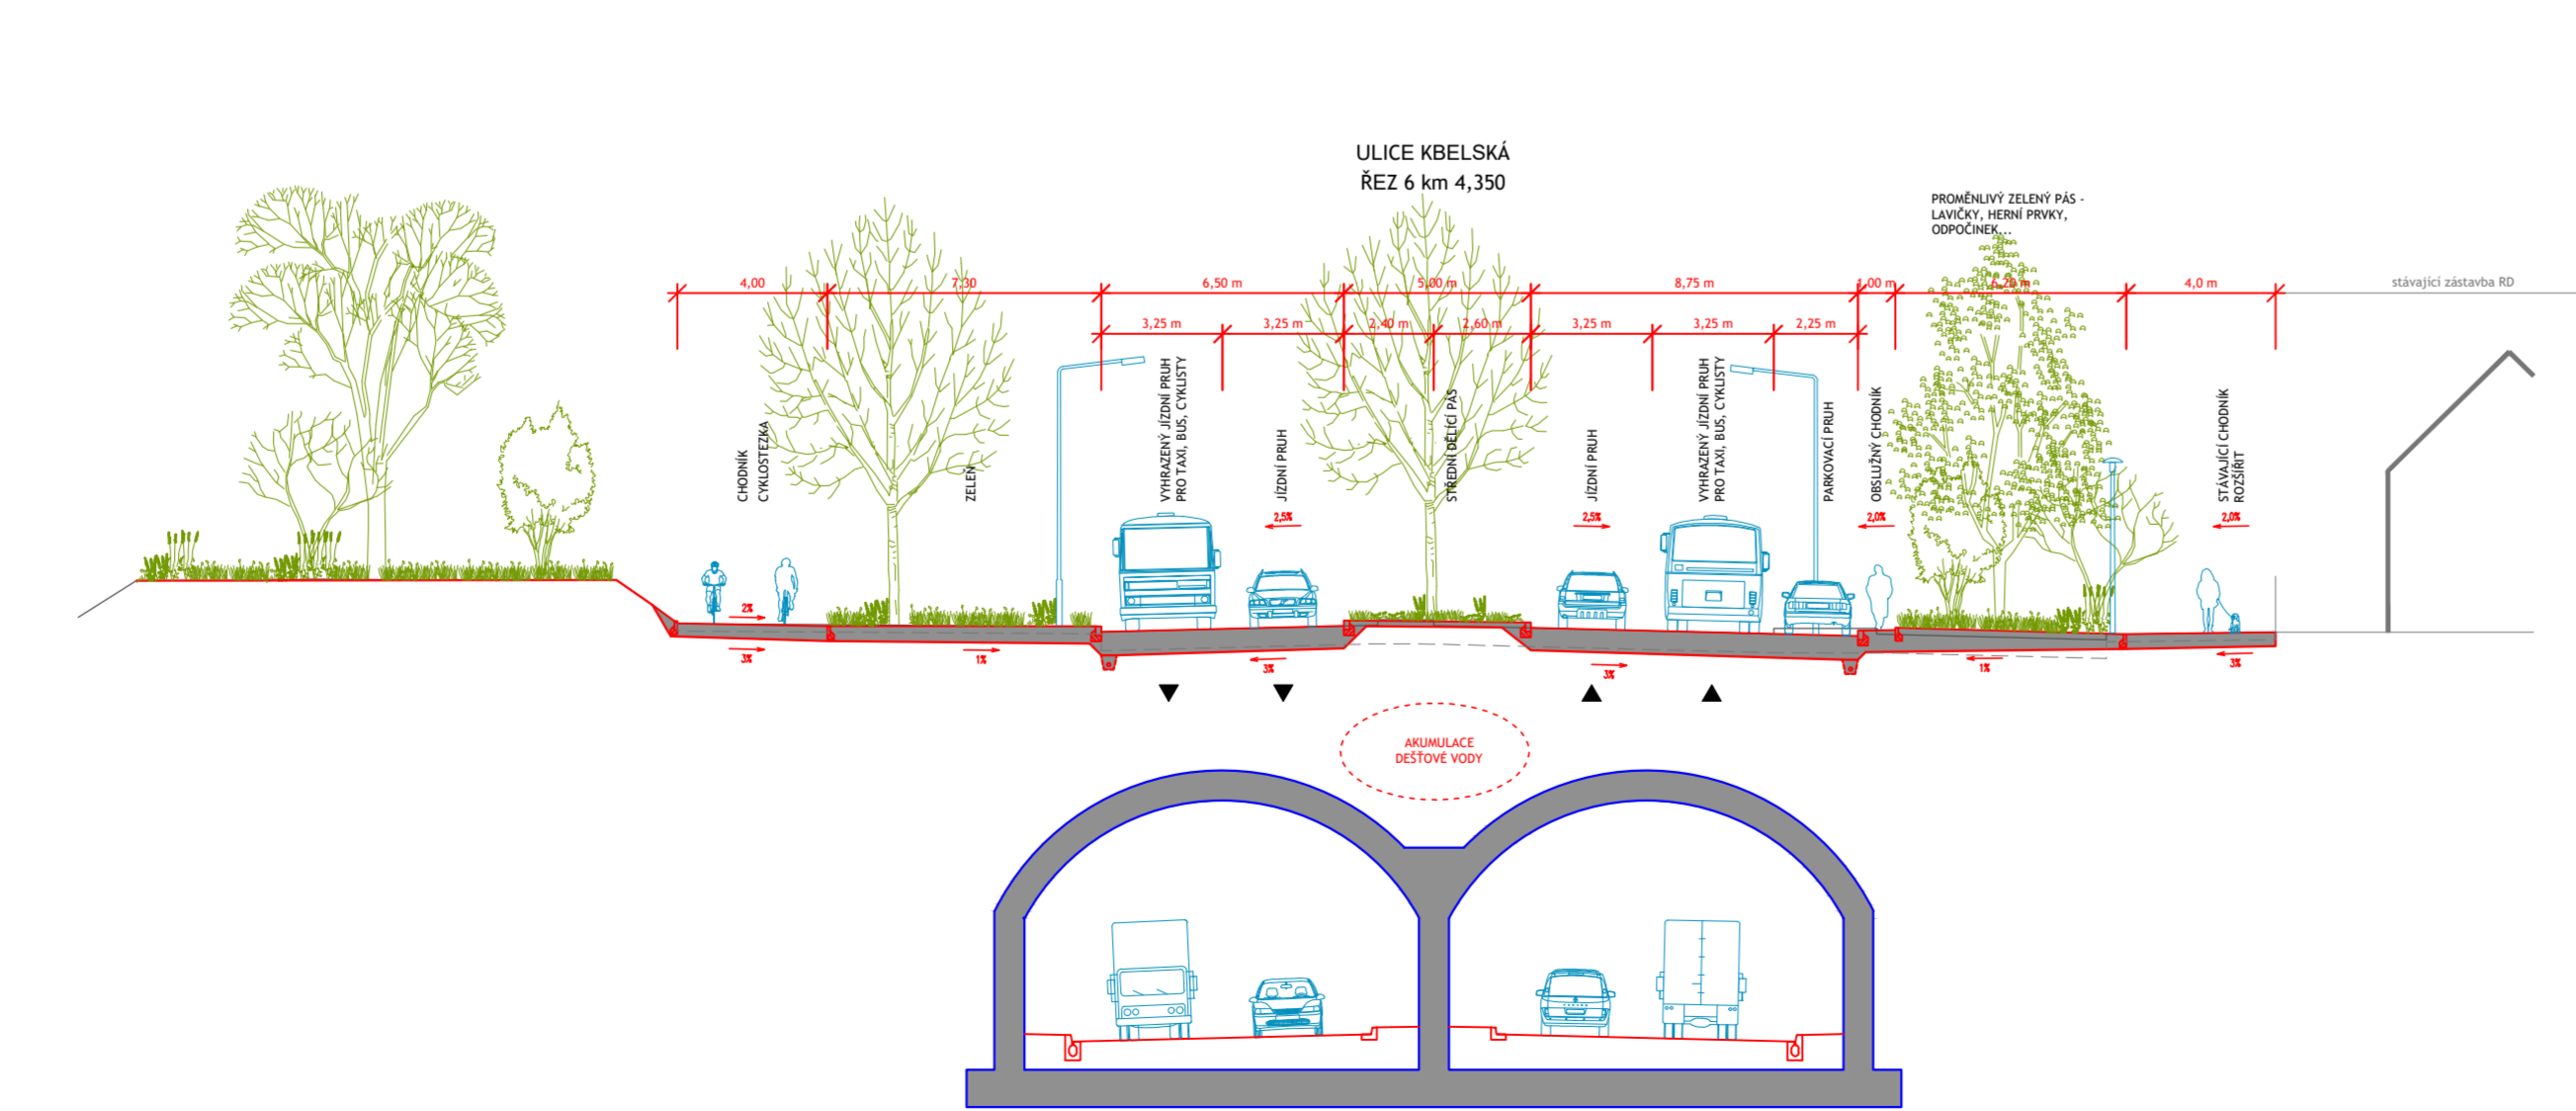 ULICE KBELSKÁ
ŘEZ 6 km 4,350
PROMĚNLIVÝ ZELENÝ PÁS -
LAVIČKY, HERNÍ PRVKY,
ODPOČINEK...
4,00
7,30
6,50 m
5,00 m
8,75 m
1,00 m
6,20 m
4,0 m
stávající zástavba RD
3,25 m
3,25 m
2,40 m
2,60 m
3,25 m
3,25 m
2,25 m
CHODNÍK
CYKLOSTEZKA
ZELEŇ
VYHRAZENÝ JÍZDNÍ PRUH
PRO TAXI, BUS, CYKLISTY
JÍZDNÍ PRUH
STŘEDNÍ DĚLÍCÍ PÁS
JÍZDNÍ PRUH
VYHRAZENÝ JÍZDNÍ PRUH
PRO TAXI, BUS, CYKLISTY
PARKOVACÍ PRUH
OBSLUŽNÝ CHODNÍK
STÁVAJÍCÍ CHODNÍK
ROZŠÍŘIT
2,5%
2,5%
2,0%
2,0%
2%
3%
1%
3%
3%
1%
3%
AKUMULACE
DEŠŤOVÉ VODY